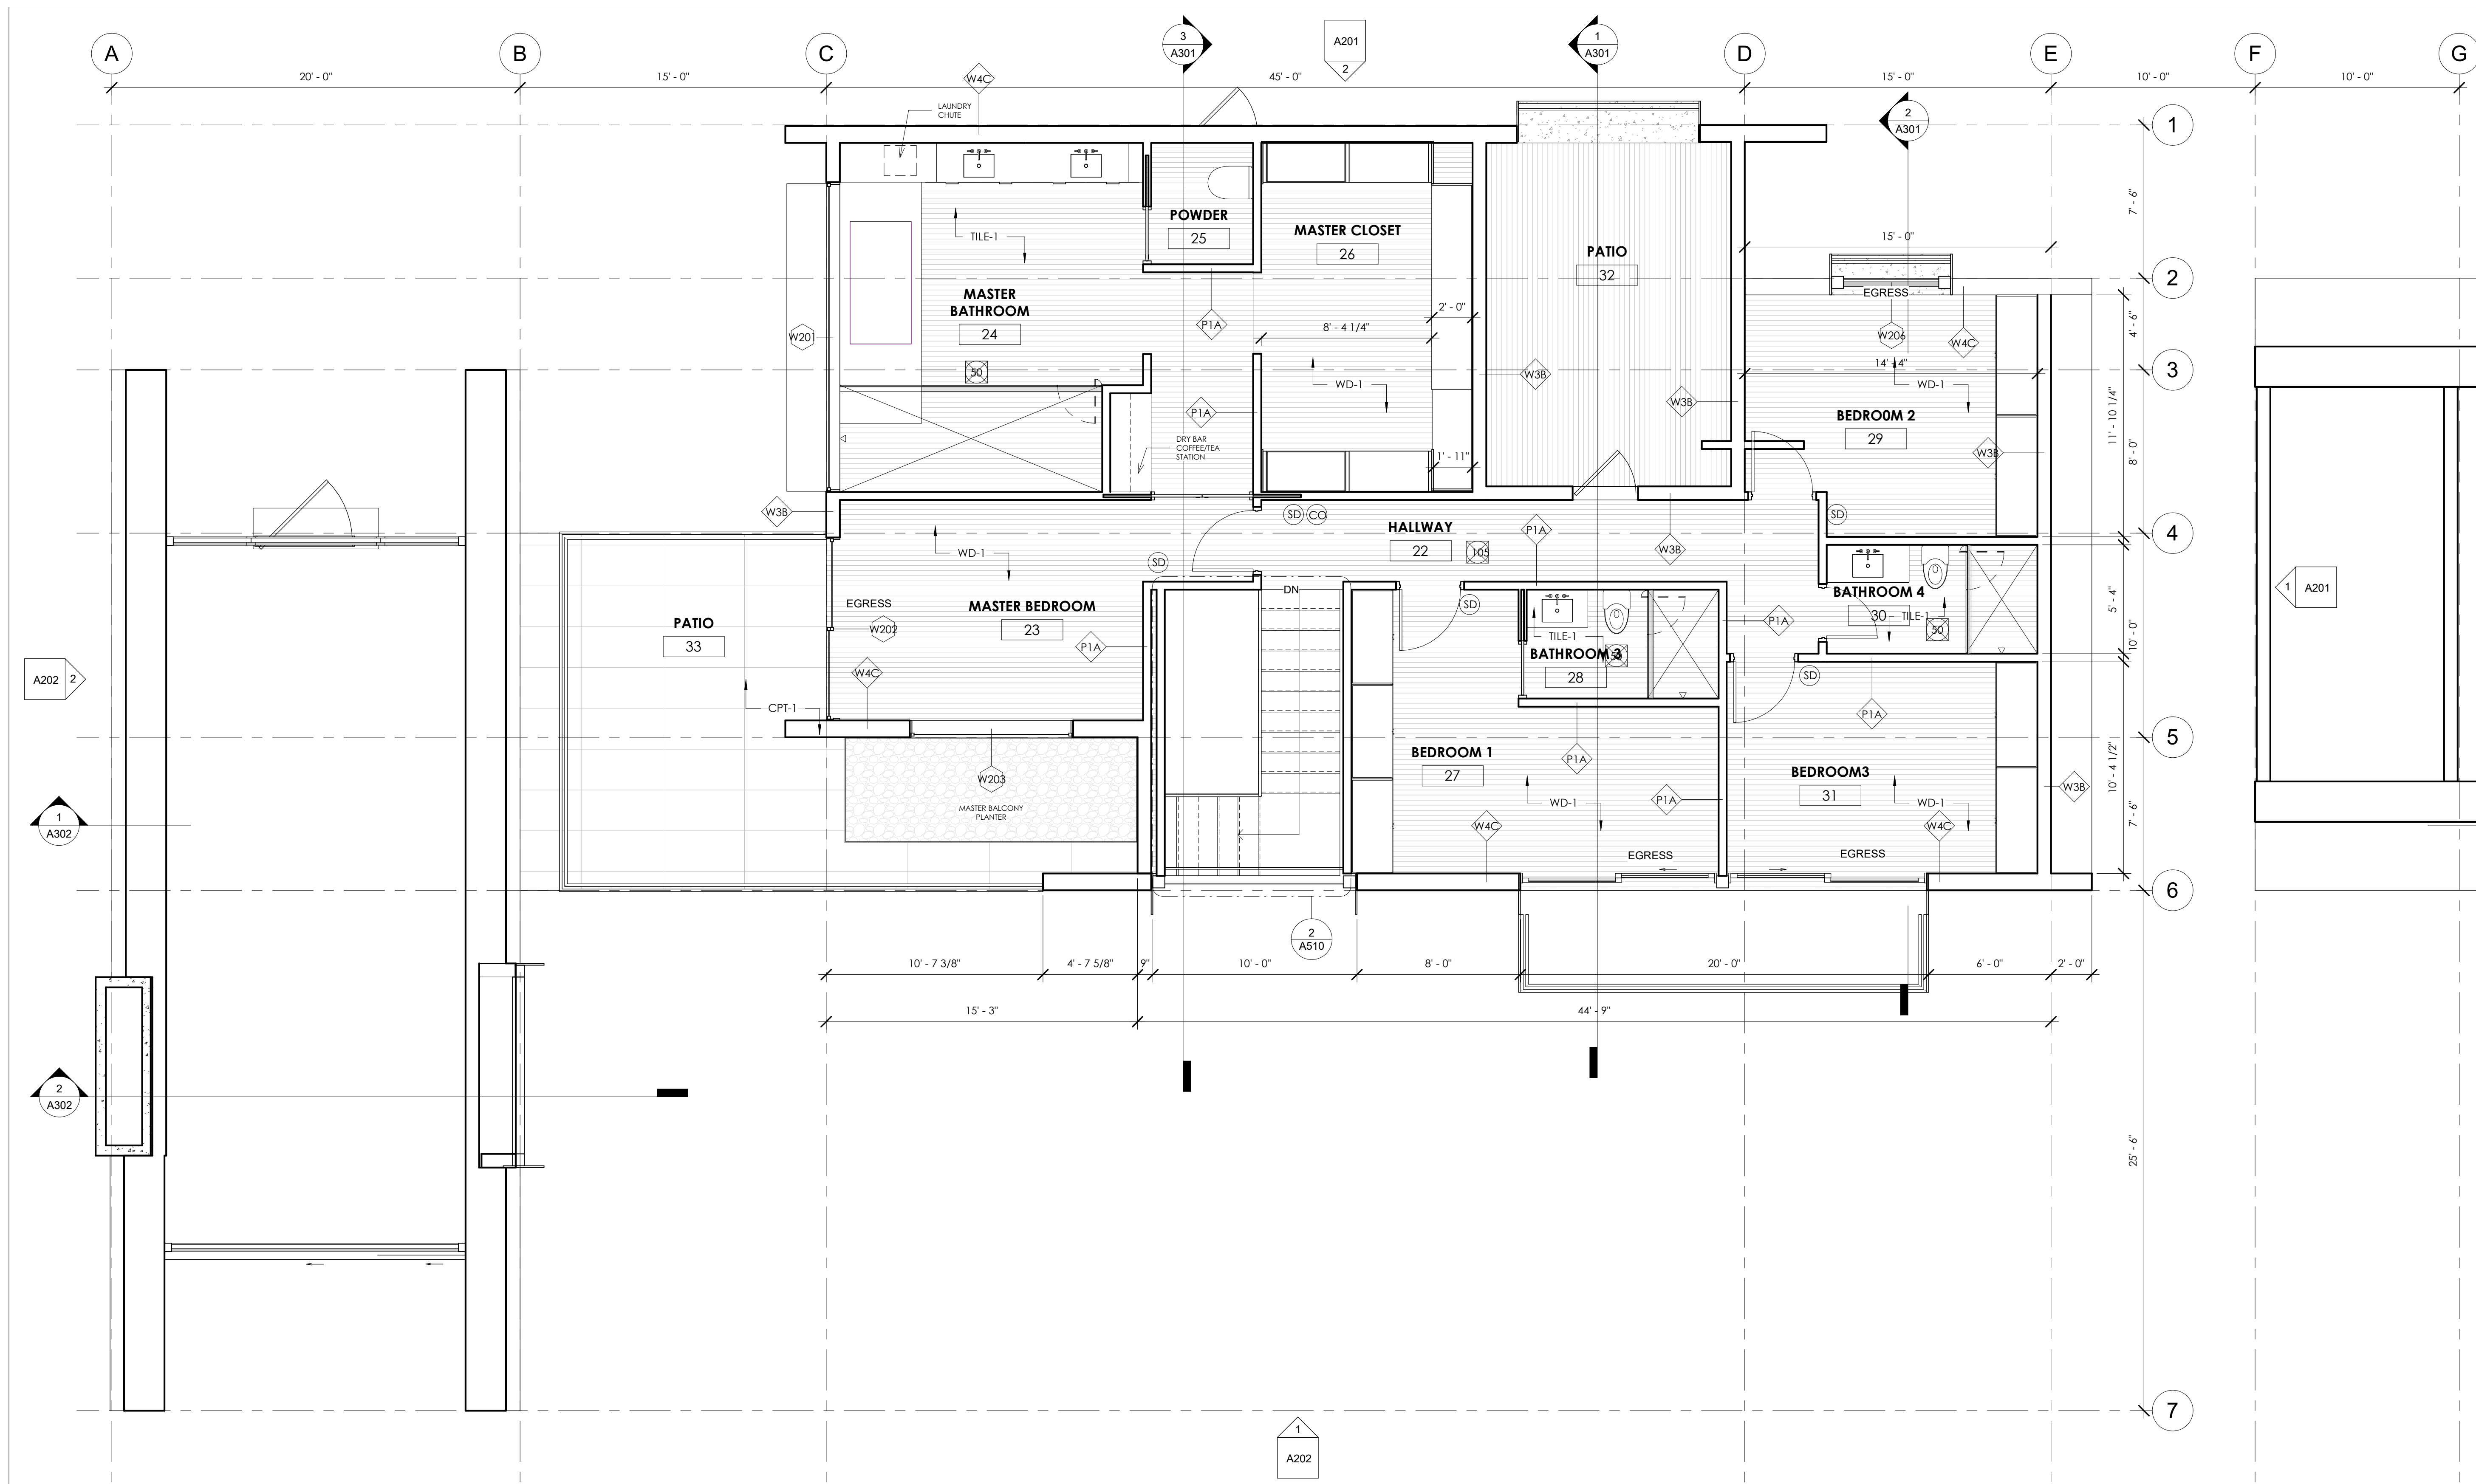 A
B
C
D
E
F
G
3
A301
A201
2
1
A301
20' - 0"
15' - 0"
45' - 0"
15' - 0"
10' - 0"
10' - 0"
W4C
LAUNDRY
CHUTE
2
A301
1
7' - 6"
POWDER
25
TILE-1
MASTER CLOSET
26
PATIO
32
15' - 0"
2
EGRESS
MASTER
BATHROOM
24
2' - 0"
8' - 4 1/4"
P1A
W201
W206
W4C
4' - 6"
50
W3B
14' - 4"
3
WD-1
WD-1
W3B
P1A
BEDRO0M 2
29
11' - 10 1/4"
DRY BAR
COFFEE/TEA
STATION
1' - 11"
W3B
8' - 0"
W3B
SD
CO
SD
HALLWAY
22
105
P1A
W3B
4
WD-1
SD
EGRESS
MASTER BEDROOM
23
DN
SD
BATHROOM 4
30
TILE-1
50
5' - 4"
1
A201
PATIO
33
W202
P1A
TILE-1
BATHROOM 3
28
50
P1A
10' - 0"
A202
2
W4C
SD
CPT-1
P1A
5
W203
MASTER BALCONY
PLANTER
BEDROOM 1
27
P1A
BEDROOM3
31
10' - 4 1/2"
W3B
WD-1
P1A
WD-1
7' - 6"
1
A302
W4C
W4C
EGRESS
EGRESS
6
2
A510
10' - 7 3/8"
4' - 7 5/8"
9"
10' - 0"
8' - 0"
20' - 0"
6' - 0"
2' - 0"
15' - 3"
44' - 9"
2
A302
25' - 6"
7
1
A202